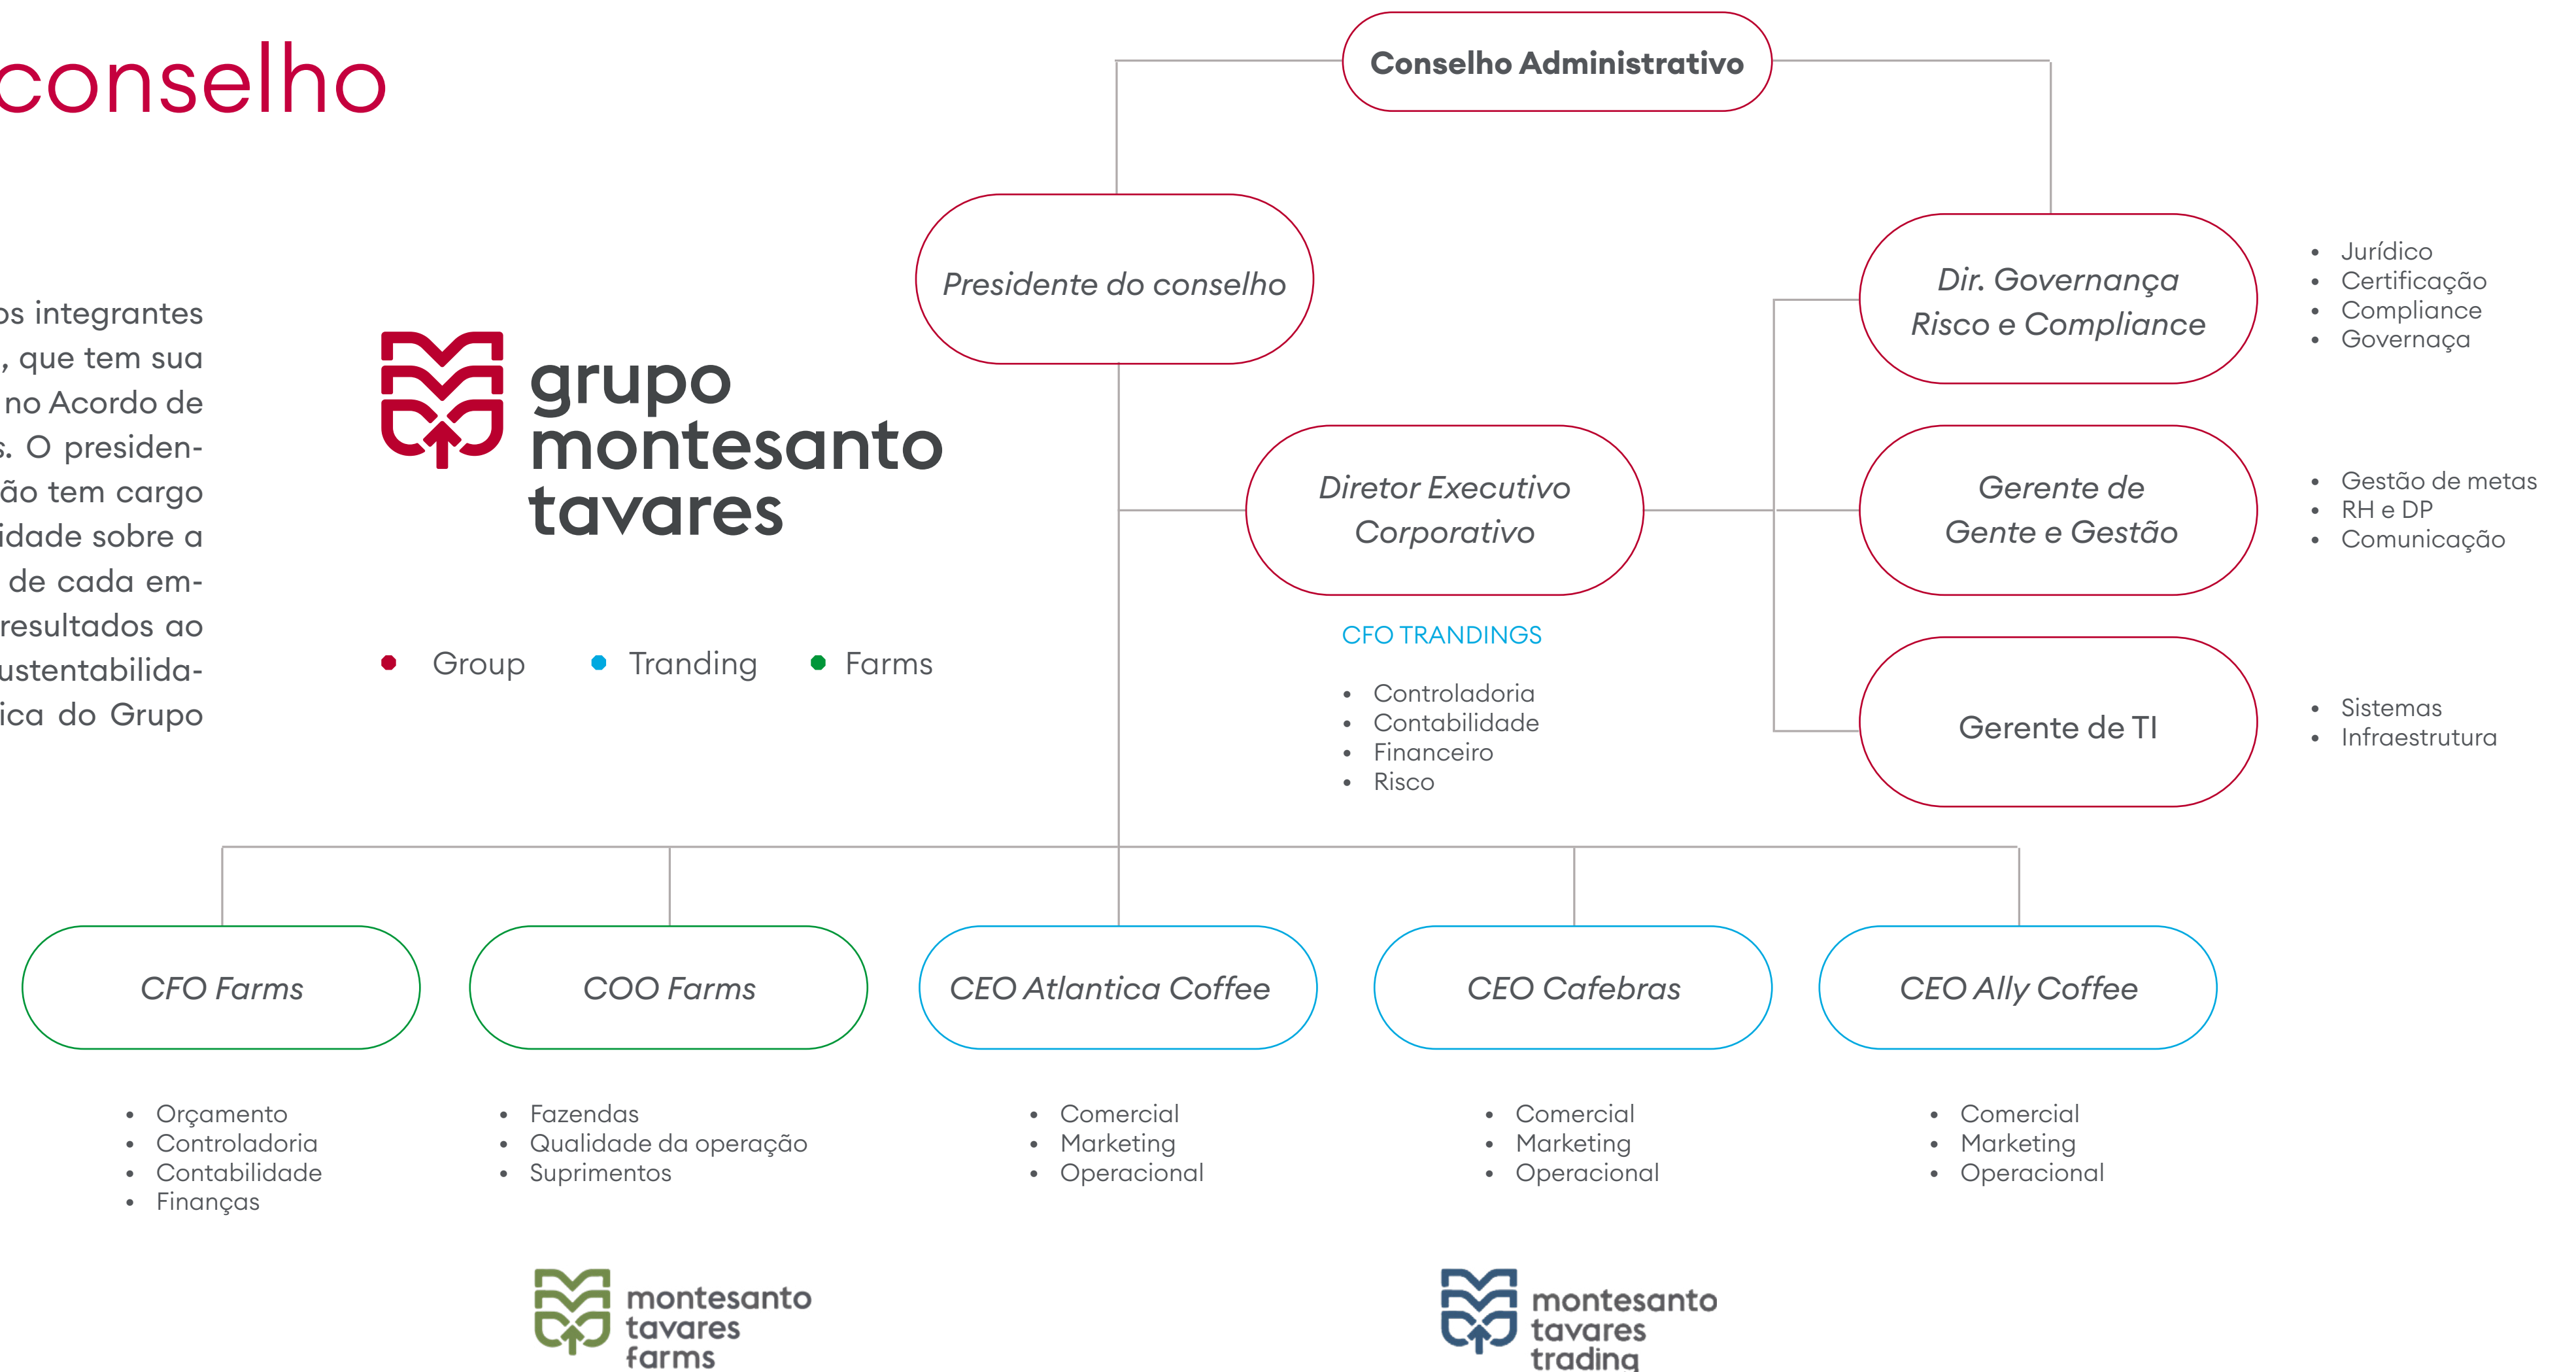 conselho
os integrantes
, que tem sua
no Acordo de
s. O presiden-
ão tem cargo
idade sobre a
de cada em-
resultados ao
ustentabilida-
ica do Grupo
grupo
montesanto
tavares
Group
Tranding
Farms
Conselho Administrativo
Presidente do conselho
Dir. Governança
Risco e Compliance
• Jurídico
• Certificação
• Compliance
• Governaça
Diretor Executivo
Corporativo
CFO TRANDINGS
• Controladoria
• Contabilidade
• Financeiro
• Risco
Gerente de
Gente e Gestão
• Gestão de metas
• RH e DP
• Comunicação
Gerente de TI
• Sistemas
• Infraestrutura
CFO Farms
• Orçamento
• Controladoria
• Contabilidade
• Finanças
COO Farms
• Fazendas
• Qualidade da operação
• Suprimentos
CEO Atlantica Coffee
• Comercial
• Marketing
• Operacional
CEO Cafebras
• Comercial
• Marketing
• Operacional
CEO Ally Coffee
• Comercial
• Marketing
• Operacional
montesanto
tavares
farms
montesanto
tavares
trading